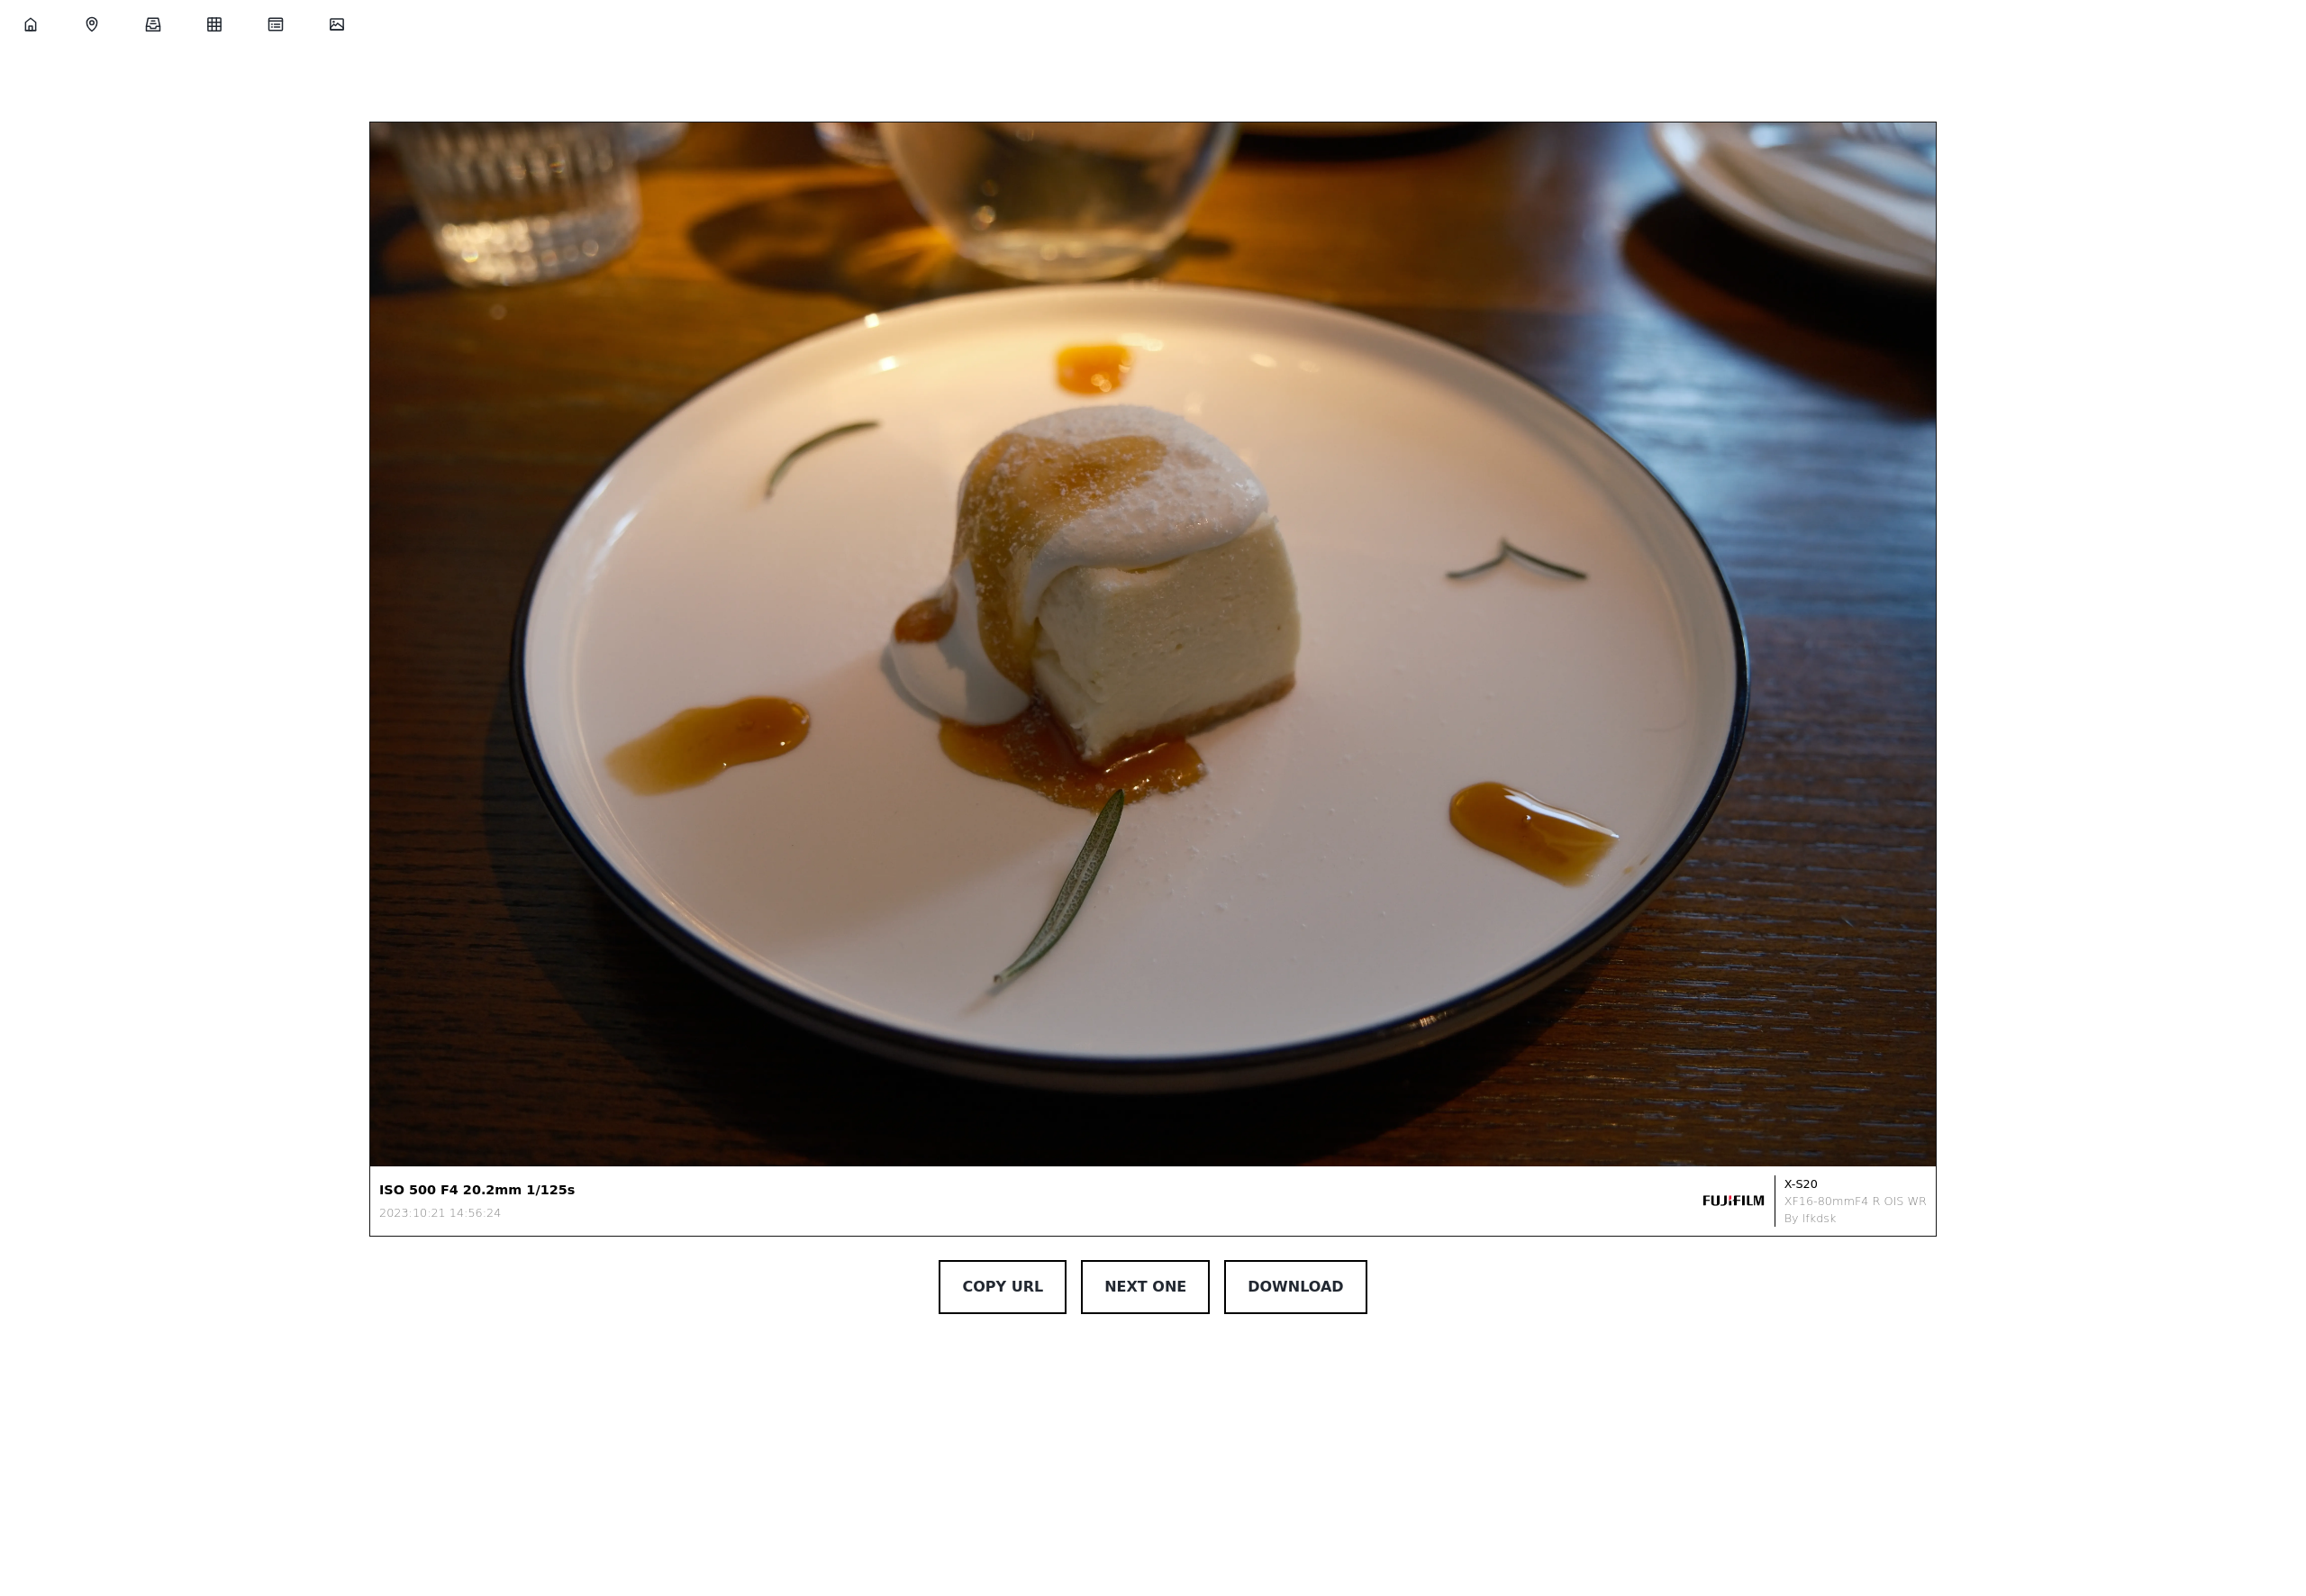 ISO 500 F4 20.2mm 1/125s
2023:10:21 14:56:24
FUJIFILM
X-S20
XF16-80mmF4 R OIS WR
By Ifkdsk
COPY URL
NEXT ONE
DOWNLOAD